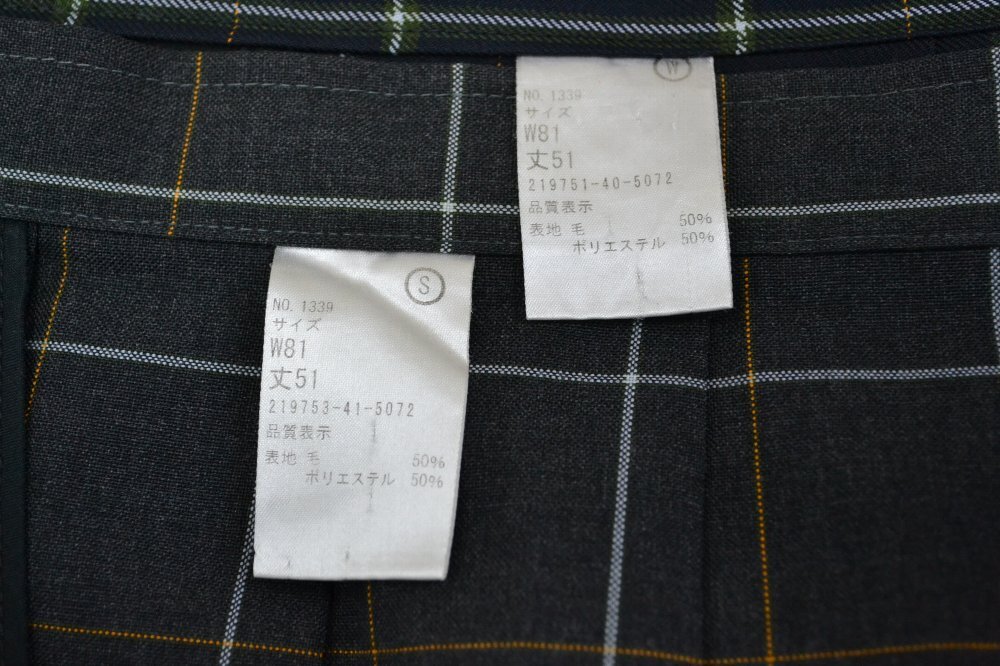 W
NO. 1339
サイズ
W81
丈51
219751-40-5072
品質表示
表地 毛 50%
ポリエステル 50%
S
NO. 1339
サイズ
W81
丈51
219753-41-5072
品質表示
表地 毛 50%
ポリエステル 50%